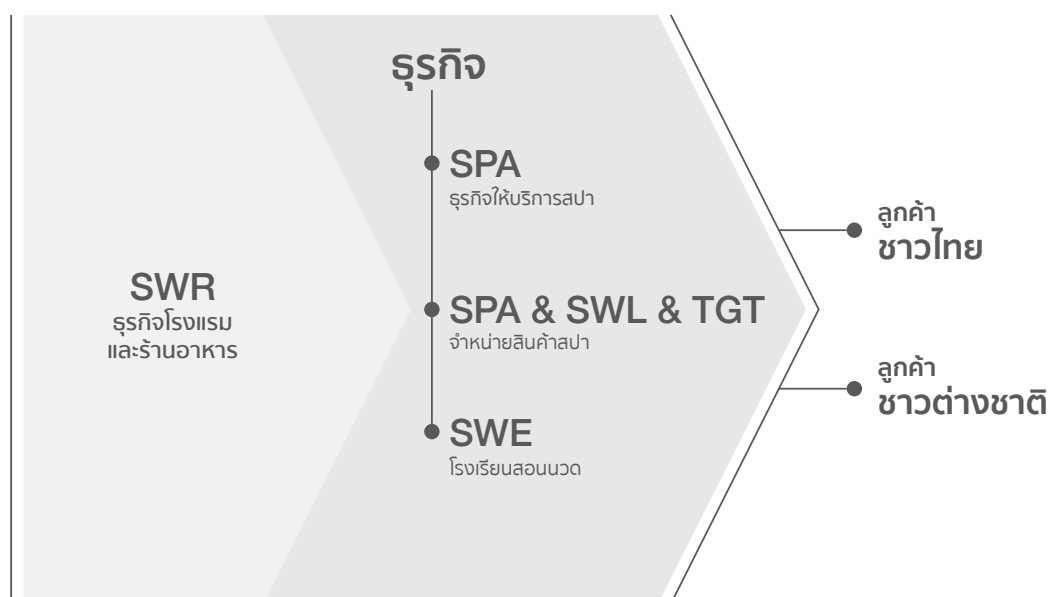 ธุรกิจ
SPA
ธุรกิจให้บริการสปา
SWR
ธุรกิจโรงแรม
และร้านอาหาร
SPA & SWL & TGT
จำหน่ายสินค้าสปา
SWE
โรงเรียนสอนนวด
ลูกค้า
ชาวไทย
ลูกค้า
ชาวต่างชาติ